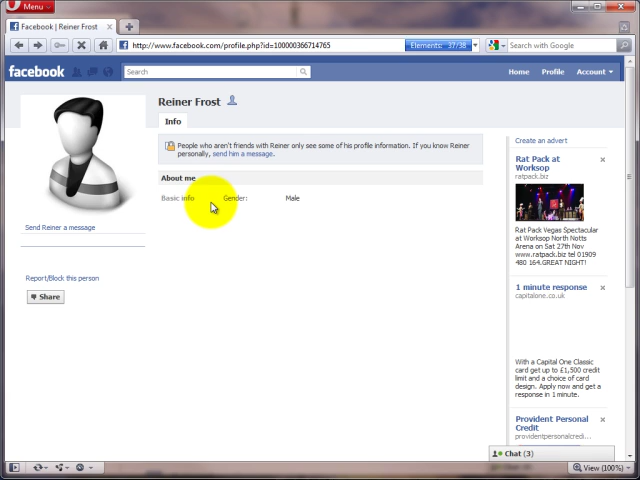 Menu
Facebook | Reiner Frost
http://www.facebook.com/profile.php?id=100000366714765
Elements: 37/38
Search with Google
facebook
Search
Home Profile Account
Reiner Frost
Info
People who aren't friends with Reiner only see some of his profile information. If you know Reiner
personally, send him a message.
About me
Basic info Gender: Male
Send Reiner a message
Report/Block this person
Share
Create an advert
Rat Pack at
Worksop
ratpack.biz
Rat Pack Vegas Spectacular
at Worksop North Notts
Arena on Sat 27th Nov
www.ratpack.biz tel 01909
480 164.GREAT NIGHT!
1 minute response
capitalone.co.uk
With a Capital One Classic
card get up to £1,500 credit
limit and a choice of card
design. Apply now and get a
response in 1 minute.
Provident Personal
Credit
providentpersonalcredi...
Chat (3)
View (100%)